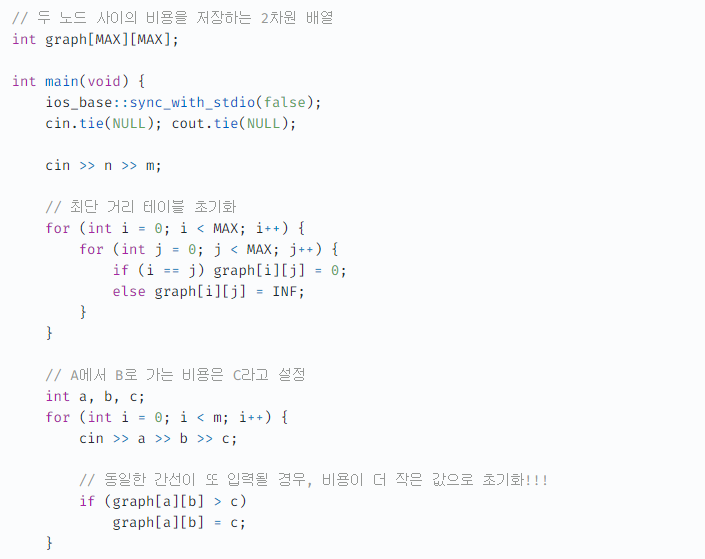 // 두 노드 사이의 비용을 저장하는 2차원 배열
int graph[MAX][MAX];
int main(void) {
ios_base::sync_with_stdio(false);
cin.tie(NULL); cout.tie(NULL);
cin >> n >> m;
// 최단 거리 테이블 초기화
for (int i = 0; i < MAX; i++) {
for (int j = 0; j < MAX; j++) {
if (i == j) graph[i][j] = 0;
else graph[i][j] = INF;
}
}
// A에서 B로 가는 비용은 C라고 설정
int a, b, c;
for (int i = 0; i < m; i++) {
cin >> a >> b >> c;
// 동일한 간선이 또 입력될 경우, 비용이 더 작은 값으로 초기화!!!
if (graph[a][b] > c)
graph[a][b] = c;
}